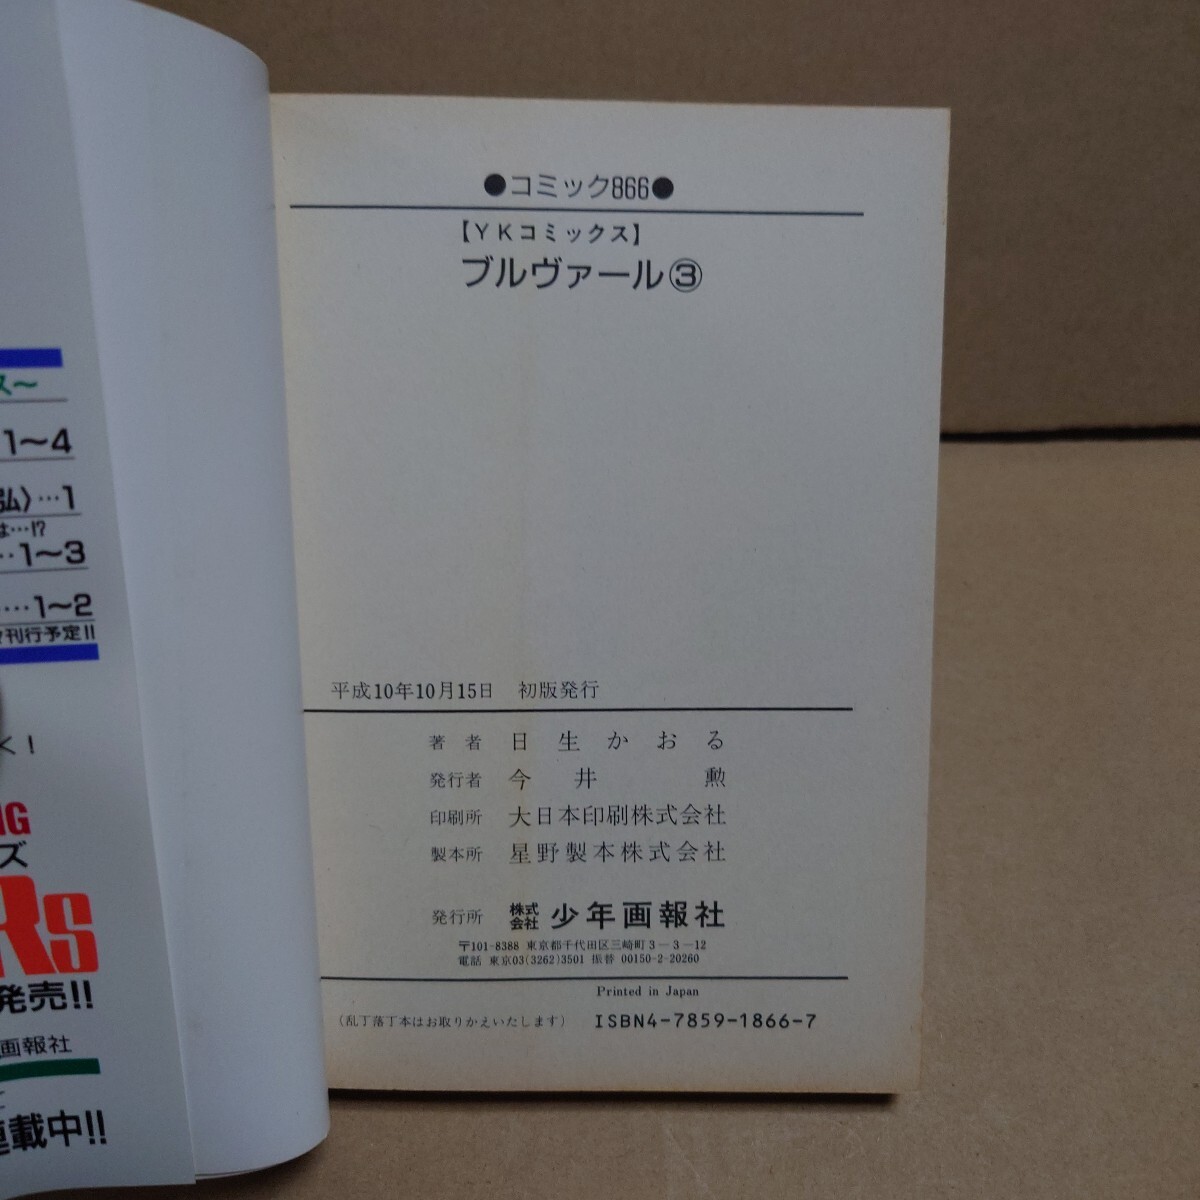 ス～
1～4
弘〉…1
は…!?
‥1～3
‥‥1～2
刊行予定!!
く!
NG
ズ
RS
発売!!
画報社
連載中!!
●コミック866●
【YKコミックス】
ブルヴァール③
平成10年10月15日　初版発行
著者　日生かおる
発行者　今井　勲
印刷所　大日本印刷株式会社
製本所　星野製本株式会社
発行所　株式会社 少年画報社
〒101-8388 東京都千代田区三崎町3－3－12
電話 東京03(3262)3501 振替 00150-2-20260
Printed in Japan
（乱丁落丁本はお取りかえいたします）　ISBN4-7859-1866-7